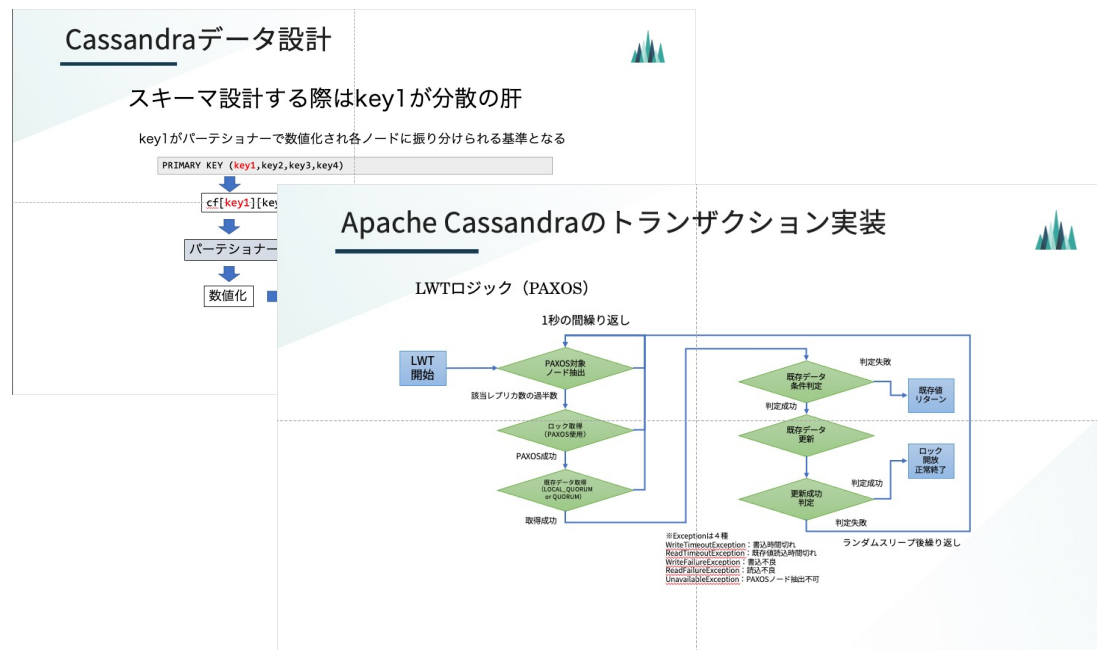 Cassandraデータ設計
スキーマ設計する際はkey1が分散の肝
key1がパーテショナーで数値化され各ノードに振り分けられる基準となる
PRIMARY KEY (key1,key2,key3,key4)
cf[key1][key
パーテショナー
数値化
Apache Cassandraのトランザクション実装
LWTロジック（PAXOS）
1秒の間繰り返し
LWT
開始
PAXOS対象
ノード抽出
該当レプリカ数の過半数
ロック取得
（PAXOS使用）
PAXOS成功
既存データ取得
（LOCAL_QUORUM
or QUORUM）
取得成功
既存データ
条件判定
判定失敗
既存値
リターン
判定成功
既存データ
更新
ロック
開放
正常終了
判定成功
更新成功
判定
判定失敗
ランダムスリープ後繰り返し
※Exceptionは４種
WriteTimeoutException：書込時間切れ
ReadTimeoutException：既存値読込時間切れ
WriteFailureException：書込不良
ReadFailureException：読込不良
UnavailableException：PAXOSノード抽出不可